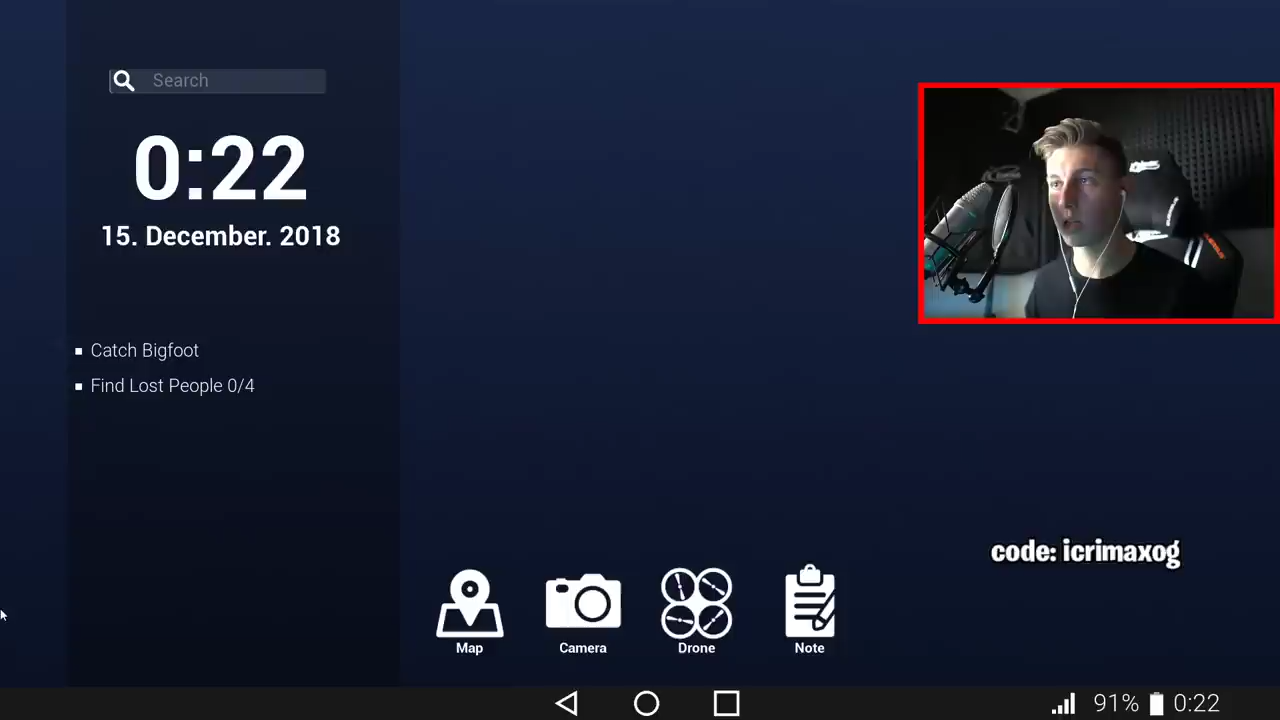 Search
0:22
15. December. 2018
Catch Bigfoot
Find Lost People 0/4
code: icrimaxog
Map
Camera
Drone
Note
91%
0:22